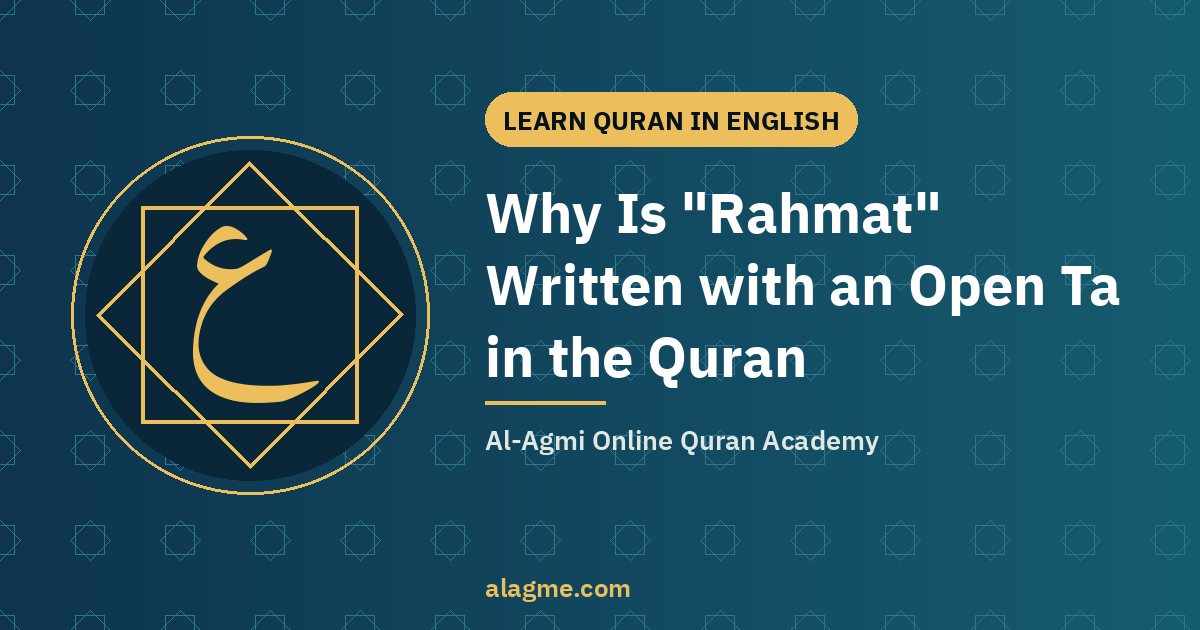 ع
LEARN QURAN IN ENGLISH
Why Is "Rahmat"
Written with an Open Ta
in the Quran
Al-Agmi Online Quran Academy
alagme.com